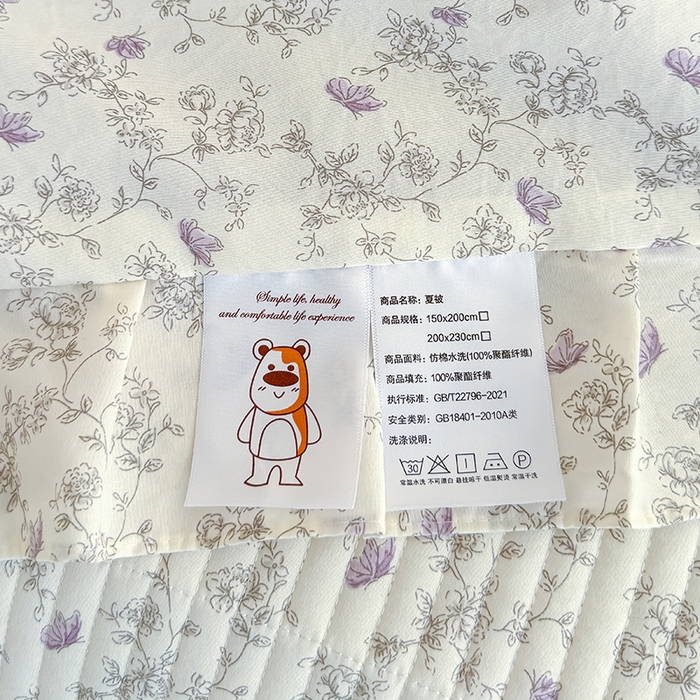 Simple life, healthy
and comfortable life experience
商品名称：夏被
商品规格：150x200cm□
200x230cm□
商品面料：仿棉水洗(100%聚酯纤维)
商品填充：100%聚酯纤维
执行标准：GB/T22796-2021
安全类别：GB18401-2010A类
洗涤说明：
30 P
常温水洗 不可漂白 悬挂晾干 低温熨烫 常温干洗